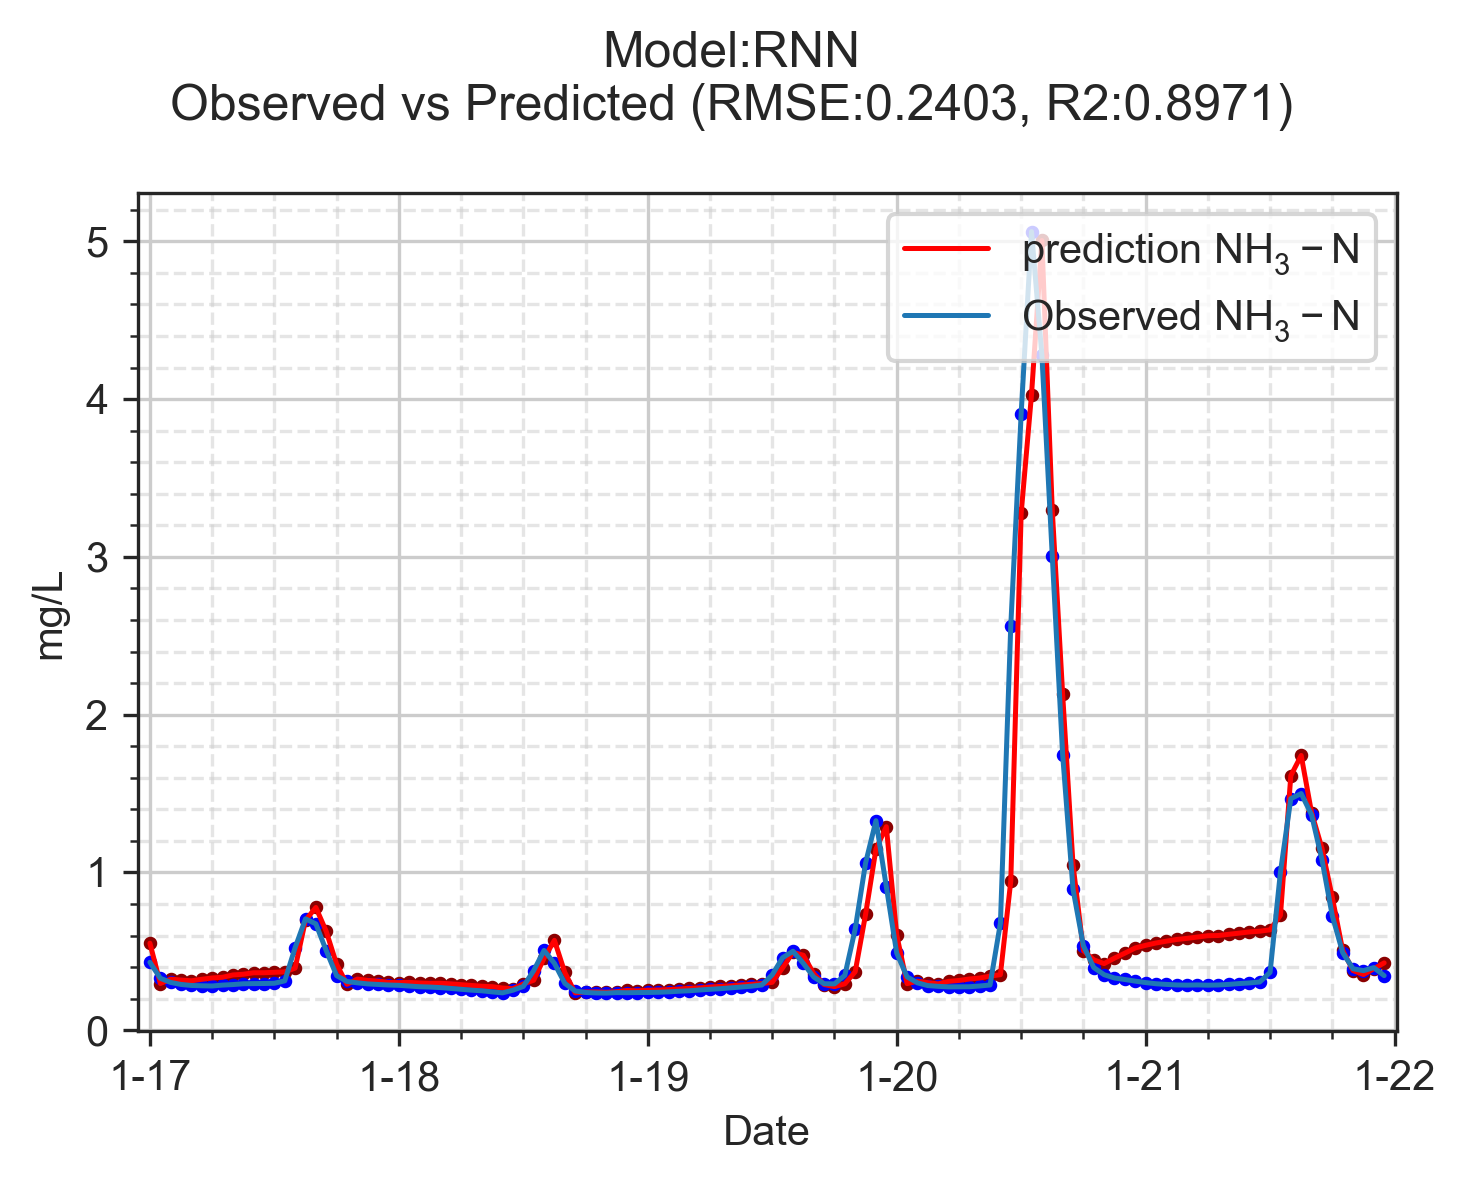 Model:RNN
Observed vs Predicted (RMSE:0.2403, R2:0.8971)
prediction NH₃ − N
Observed NH₃ − N
mg/L
5
4
3
2
1
0
1-17 1-18 1-19 1-20 1-21 1-22
Date